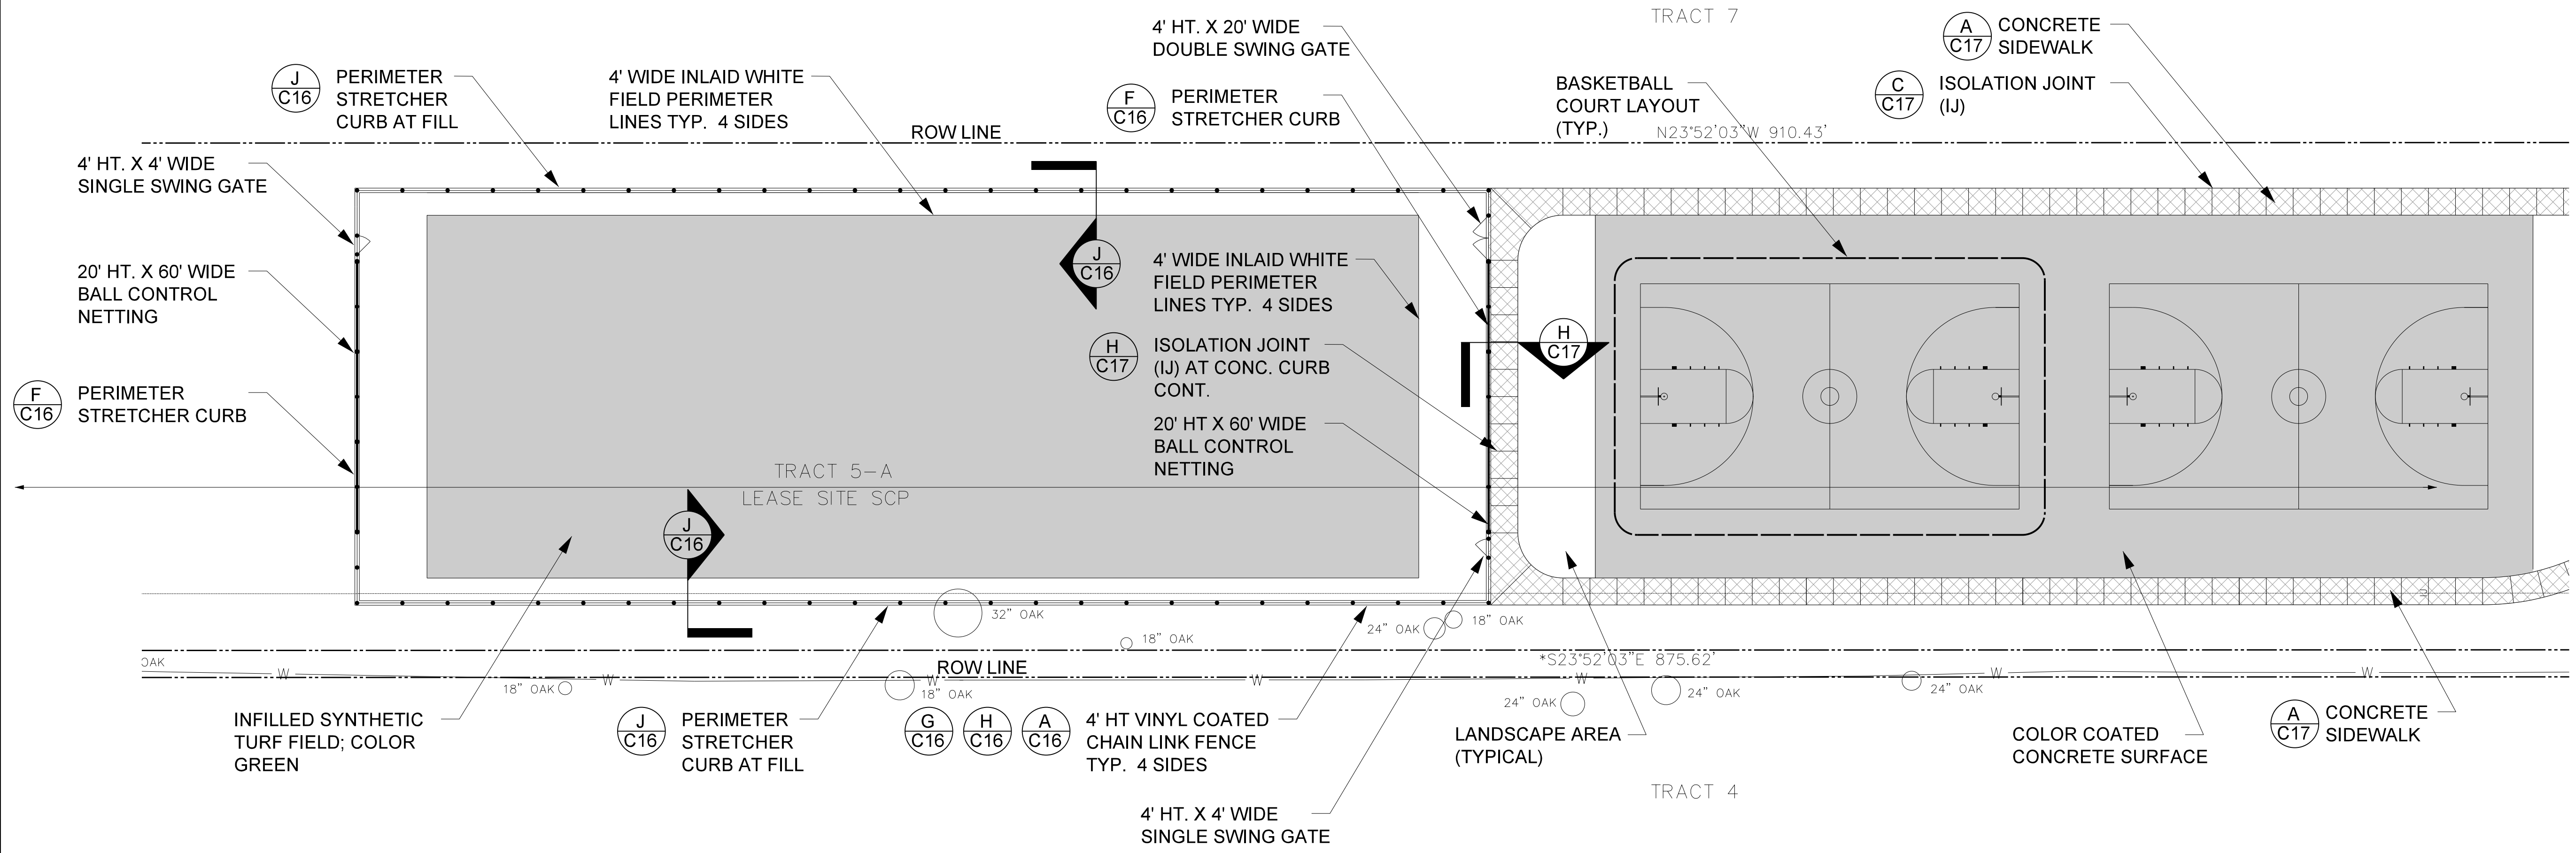 TRACT 7
4' HT. X 20' WIDE
DOUBLE SWING GATE
A
C17
CONCRETE
SIDEWALK
J
C16
PERIMETER
STRETCHER
CURB AT FILL
4' WIDE INLAID WHITE
FIELD PERIMETER
LINES TYP. 4 SIDES
F
C16
PERIMETER
STRETCHER CURB
BASKETBALL
COURT LAYOUT
(TYP.)
C
C17
ISOLATION JOINT
(IJ)
ROW LINE
N23°52'03"W 910.43'
4' HT. X 4' WIDE
SINGLE SWING GATE
20' HT. X 60' WIDE
BALL CONTROL
NETTING
F
C16
PERIMETER
STRETCHER CURB
J
C16
4' WIDE INLAID WHITE
FIELD PERIMETER
LINES TYP. 4 SIDES
H
C17
ISOLATION JOINT
(IJ) AT CONC. CURB
CONT.
20' HT X 60' WIDE
BALL CONTROL
NETTING
H
C17
TRACT 5-A
LEASE SITE SCP
J
C16
32" OAK
18" OAK
24" OAK
18" OAK
OAK
W
W
W
W
W
W
W
ROW LINE
*S23°52'03"E 875.62'
18" OAK
18" OAK
24" OAK
24" OAK
24" OAK
INFILLED SYNTHETIC
TURF FIELD; COLOR
GREEN
J
C16
PERIMETER
STRETCHER
CURB AT FILL
G
C16
H
C16
A
C16
4' HT VINYL COATED
CHAIN LINK FENCE
TYP. 4 SIDES
LANDSCAPE AREA
(TYPICAL)
COLOR COATED
CONCRETE SURFACE
A
C17
CONCRETE
SIDEWALK
4' HT. X 4' WIDE
SINGLE SWING GATE
TRACT 4